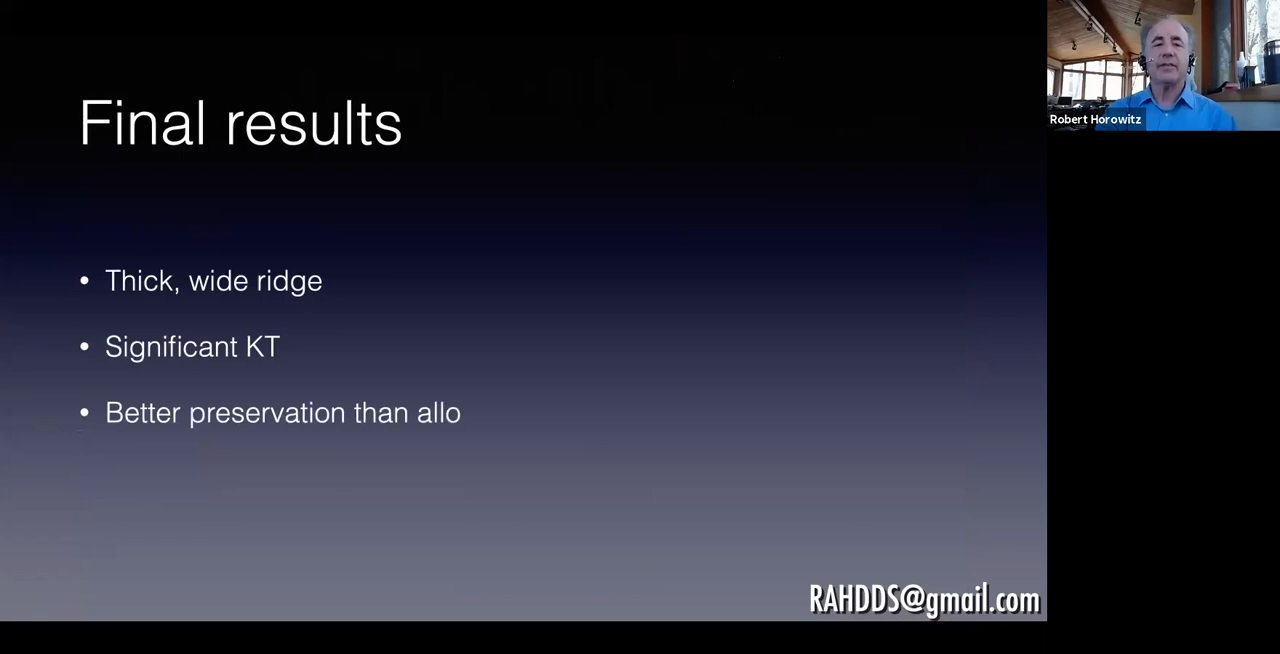 Final results
• Thick, wide ridge
• Significant KT
• Better preservation than allo
RAHDDS@gmail.com
Robert Horowitz